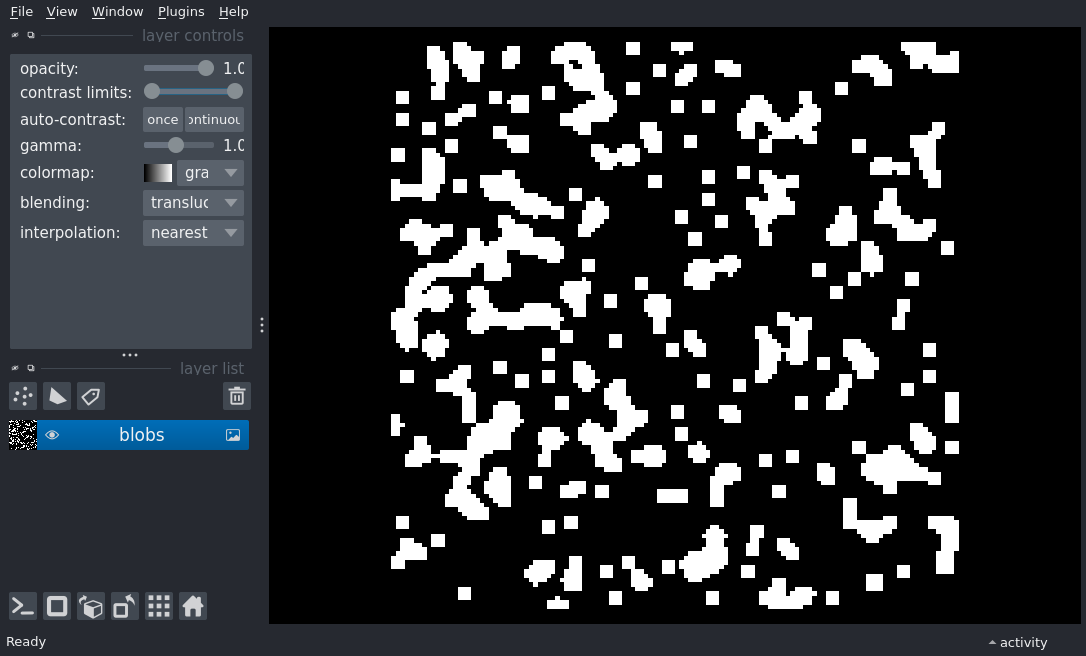 File View Window Plugins Help
layer controls
opacity: 1.0
contrast limits:
auto-contrast: once ontinuou
gamma: 1.0
colormap: gra
blending: transluc
interpolation: nearest
layer list
blobs
Ready activity